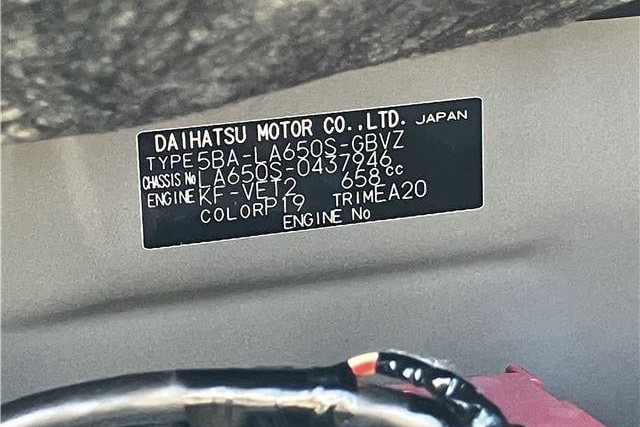 DAIHATSU MOTOR CO.,LTD. JAPAN
TYPE 5BA-LA650S-GBVZ
CHASSIS No LA650S-0437946
ENGINE KF-VET2 658cc
COLOR P19 TRIM EA20
ENGINE No